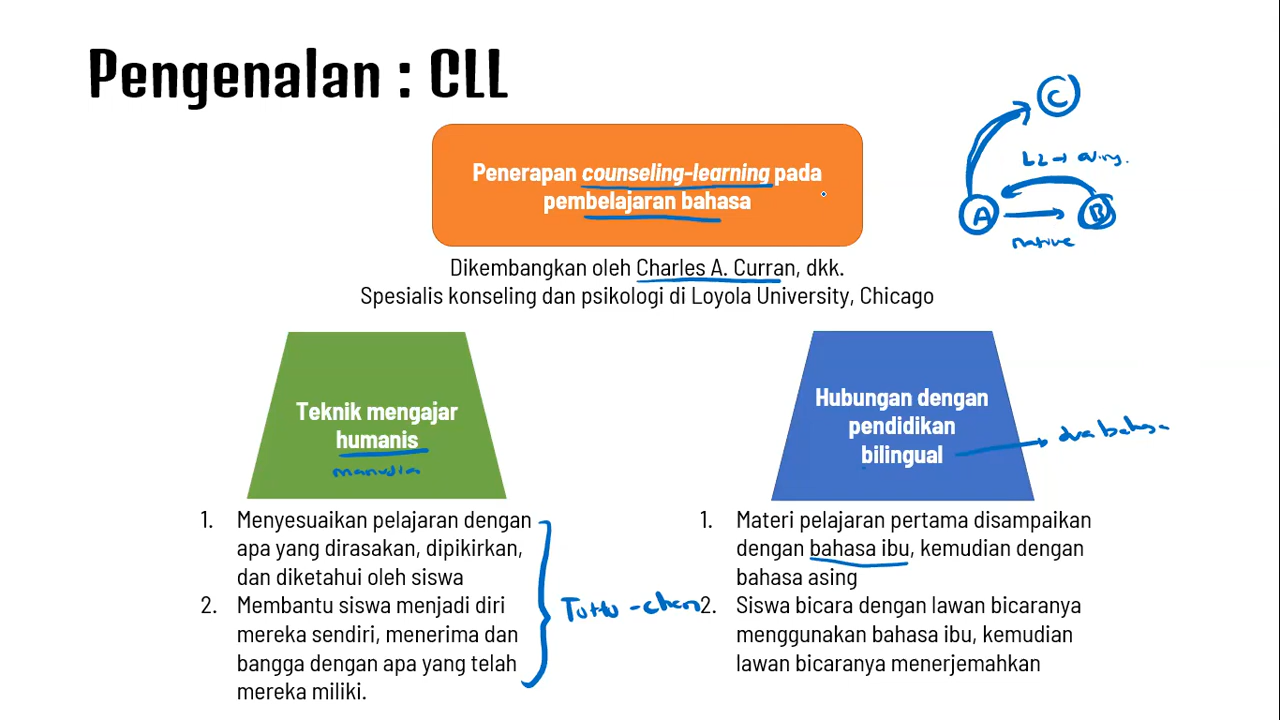 Pengenalan : CLL
Penerapan counseling-learning pada
pembelajaran bahasa
Dikembangkan oleh Charles A. Curran, dkk.
Spesialis konseling dan psikologi di Loyola University, Chicago
C
L2 →
A
B
native
Teknik mengajar
humanis
manusia
1. Menyesuaikan pelajaran dengan
apa yang dirasakan, dipikirkan,
dan diketahui oleh siswa
2. Membantu siswa menjadi diri
mereka sendiri, menerima dan
bangga dengan apa yang telah
mereka miliki.
Totto-chan
Hubungan dengan
pendidikan
bilingual
dua bahasa
1. Materi pelajaran pertama disampaikan
dengan bahasa ibu, kemudian dengan
bahasa asing
2. Siswa bicara dengan lawan bicaranya
menggunakan bahasa ibu, kemudian
lawan bicaranya menerjemahkan